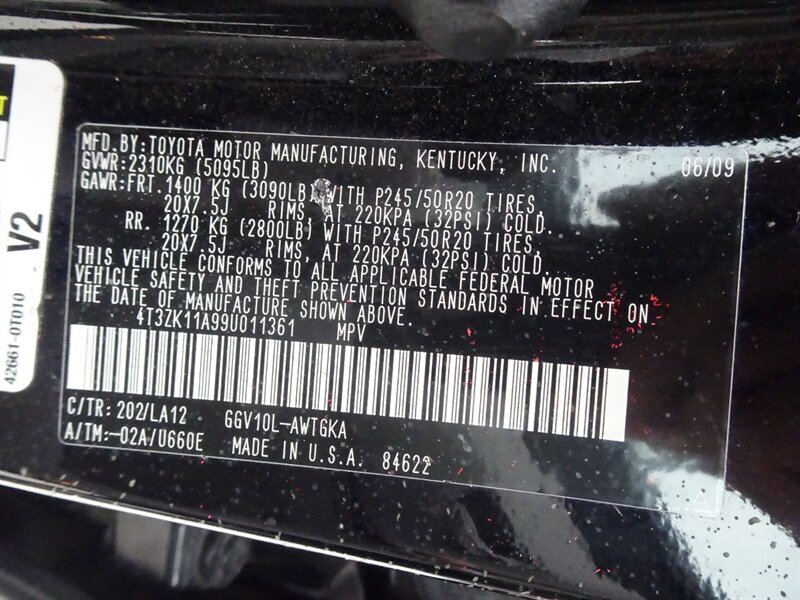 T
V2
42661-0T010
MFD.BY:TOYOTA MOTOR MANUFACTURING, KENTUCKY, INC. 06/09
GVWR:2310KG (5095LB)
GAWR:FRT.1400 KG (3090LB) WITH P245/50R20 TIRES,
20X7.5J RIMS, AT 220KPA (32PSI) COLD.
RR. 1270 KG (2800LB) WITH P245/50R20 TIRES,
20X7.5J RIMS, AT 220KPA (32PSI) COLD.
THIS VEHICLE CONFORMS TO ALL APPLICABLE FEDERAL MOTOR
VEHICLE SAFETY AND THEFT PREVENTION STANDARDS IN EFFECT ON
THE DATE OF MANUFACTURE SHOWN ABOVE.
4T3ZK11A99U011361 MPV
C/TR:202/LA12 GGV10L-AWTGKA
A/TM:-02A/U660E MADE IN U.S.A. 84622
A